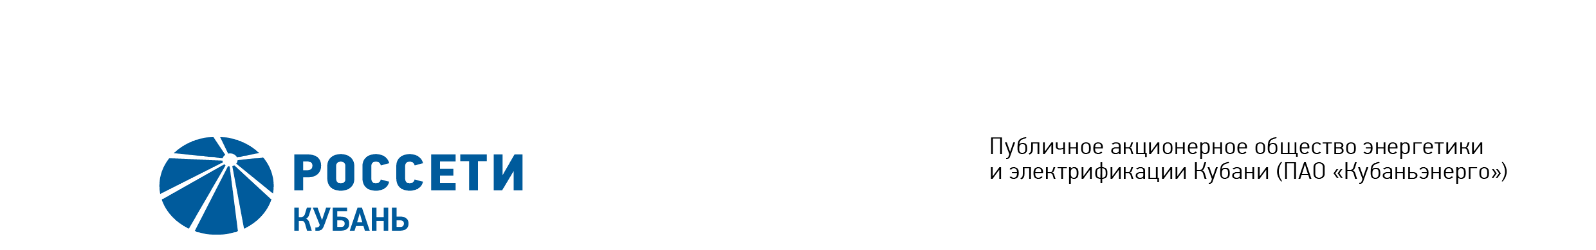 РОССЕТИ
КУБАНЬ
Публичное акционерное общество энергетики
и электрификации Кубани (ПАО «Кубаньэнерго»)